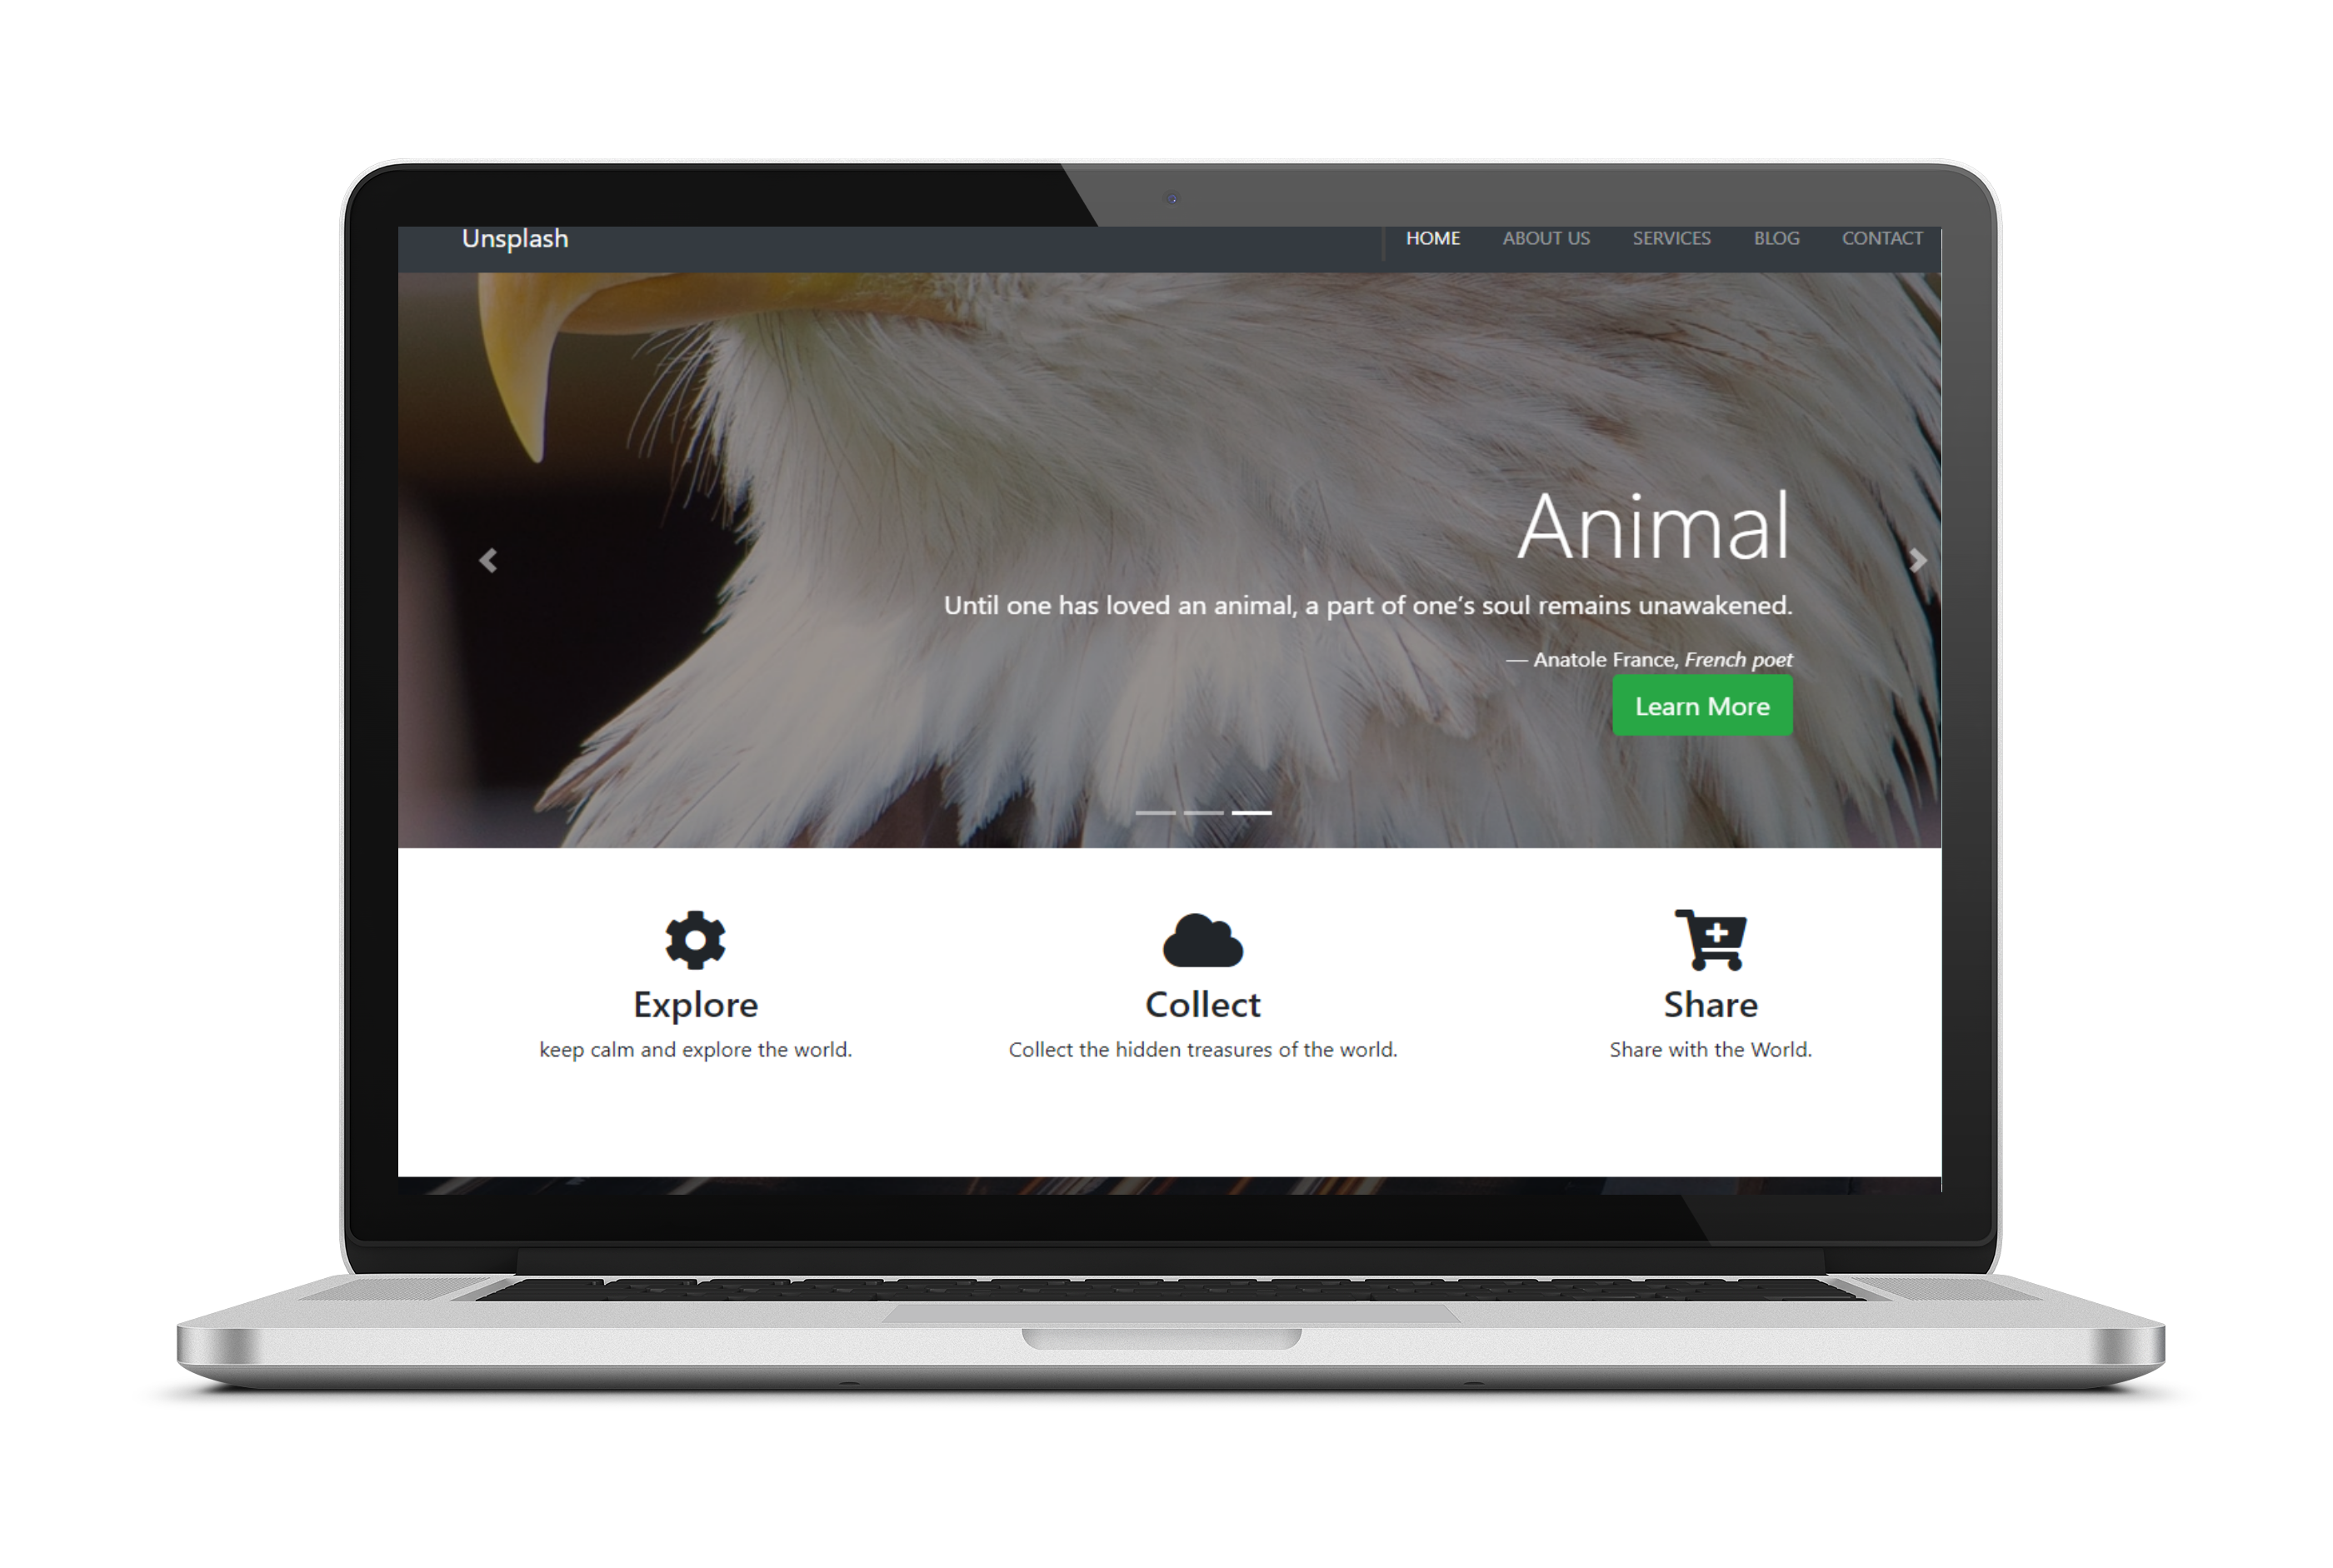 Unsplash
HOME ABOUT US SERVICES BLOG CONTACT
Animal
Until one has loved an animal, a part of one’s soul remains unawakened.
— Anatole France, French poet
Learn More
Explore
keep calm and explore the world.
Collect
Collect the hidden treasures of the world.
Share
Share with the World.